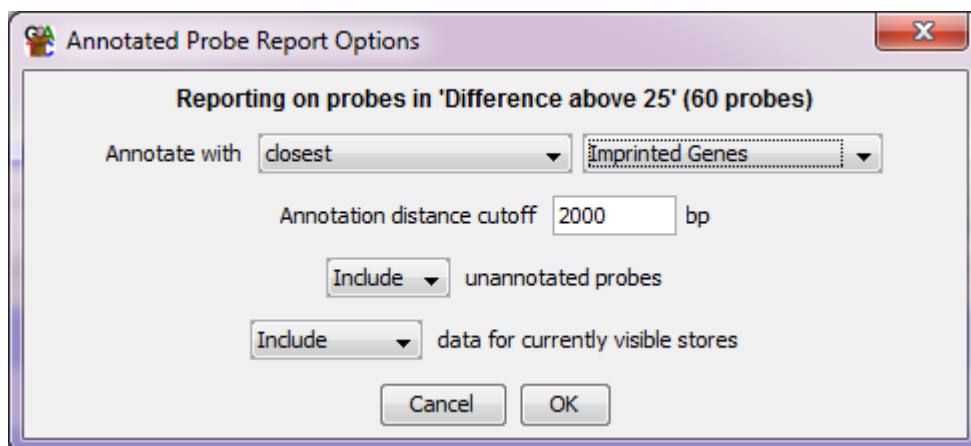 Annotated Probe Report Options
Reporting on probes in 'Difference above 25' (60 probes)
Annotate with closest Imprinted Genes
Annotation distance cutoff 2000 bp
Include unannotated probes
Include data for currently visible stores
Cancel OK